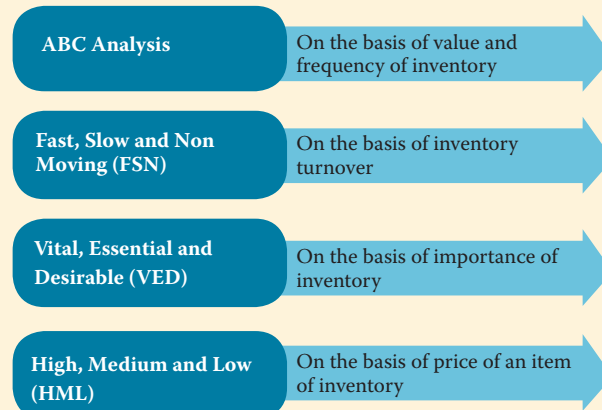 ABC Analysis
On the basis of value and
frequency of inventory
Fast, Slow and Non
Moving (FSN)
On the basis of inventory
turnover
Vital, Essential and
Desirable (VED)
On the basis of importance of
inventory
High, Medium and Low
(HML)
On the basis of price of an item
of inventory